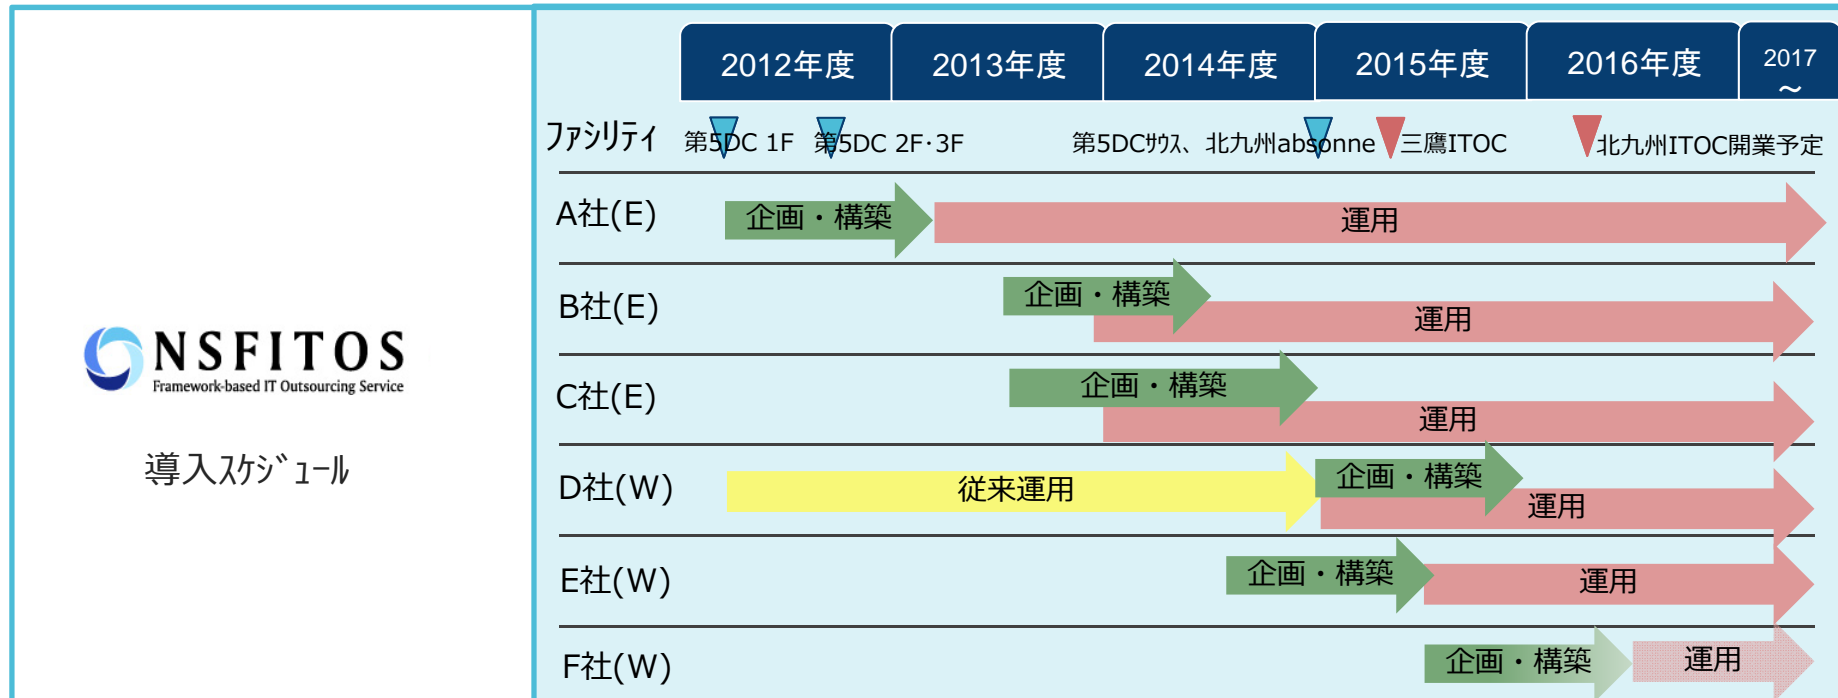 NSFITOS
Framework-based IT Outsourcing Service
導入ｽｹｼﾞｭｰﾙ
2012年度 2013年度 2014年度 2015年度 2016年度 2017
～
ﾌｧｼﾘﾃｨ 第5DC 1F 第5DC 2F･3F 第5DCｻｳｽ、北九州absonne 三鷹ITOC 北九州ITOC開業予定
A社(E) 企画・構築 運用
B社(E) 企画・構築 運用
C社(E) 企画・構築 運用
D社(W) 従来運用 企画・構築 運用
E社(W) 企画・構築 運用
F社(W) 企画・構築 運用